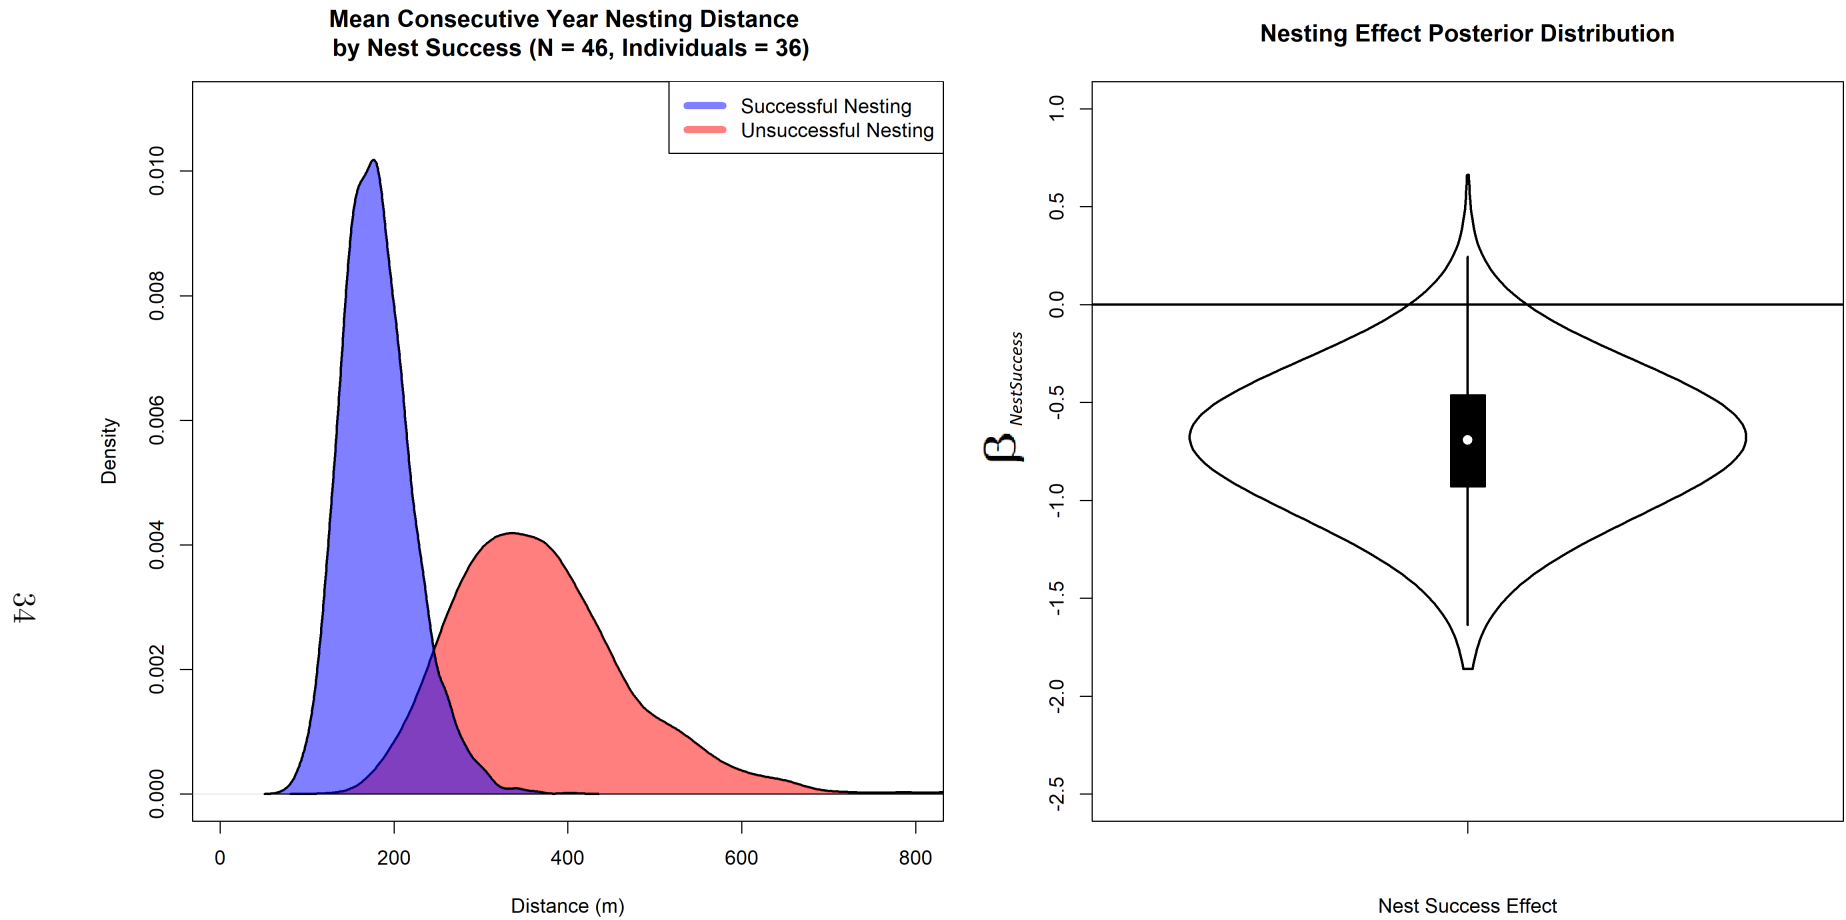 Mean Consecutive Year Nesting Distance
by Nest Success (N = 46, Individuals = 36)
Successful Nesting
Unsuccessful Nesting
Density
0.010
0.008
0.006
0.004
0.002
0.000
0 200 400 600 800
Distance (m)
Nesting Effect Posterior Distribution
β NestSuccess
1.0
0.5
0.0
-0.5
-1.0
-1.5
-2.0
-2.5
Nest Success Effect
34